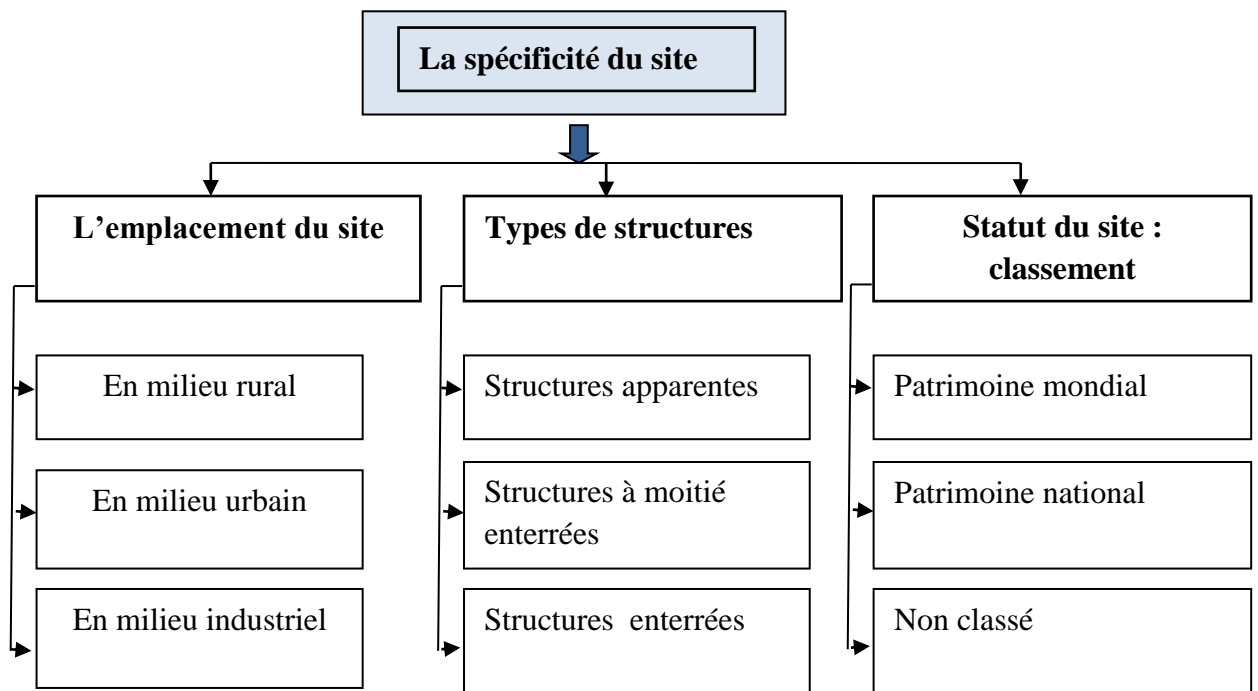 La spécificité du site
L’emplacement du site
Types de structures
Statut du site :
classement
En milieu rural
Structures apparentes
Patrimoine mondial
En milieu urbain
Structures à moitié
enterrées
Patrimoine national
En milieu industriel
Structures enterrées
Non classé